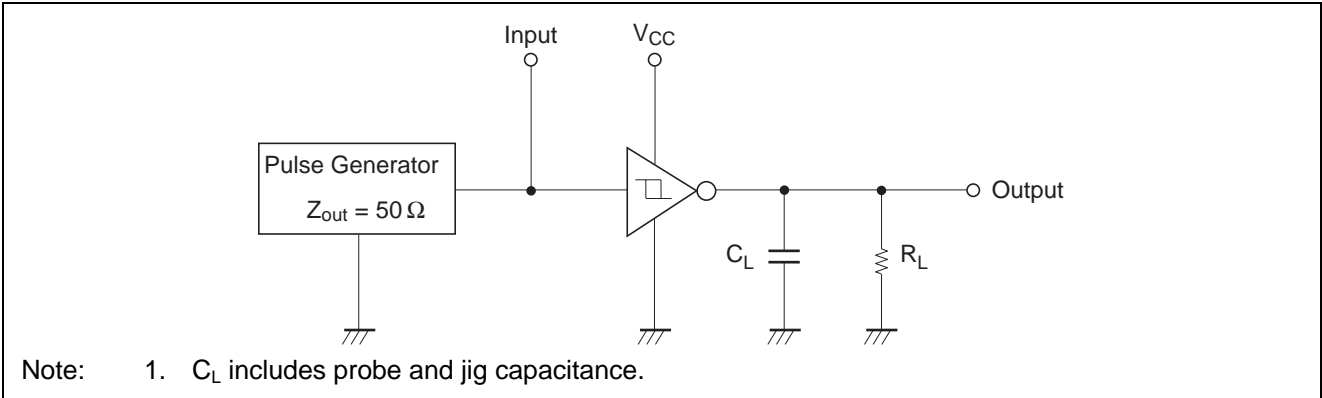 Input
V_CC
Pulse Generator
Z_out = 50 Ω
Output
C_L
R_L
Note: 1. C_L includes probe and jig capacitance.